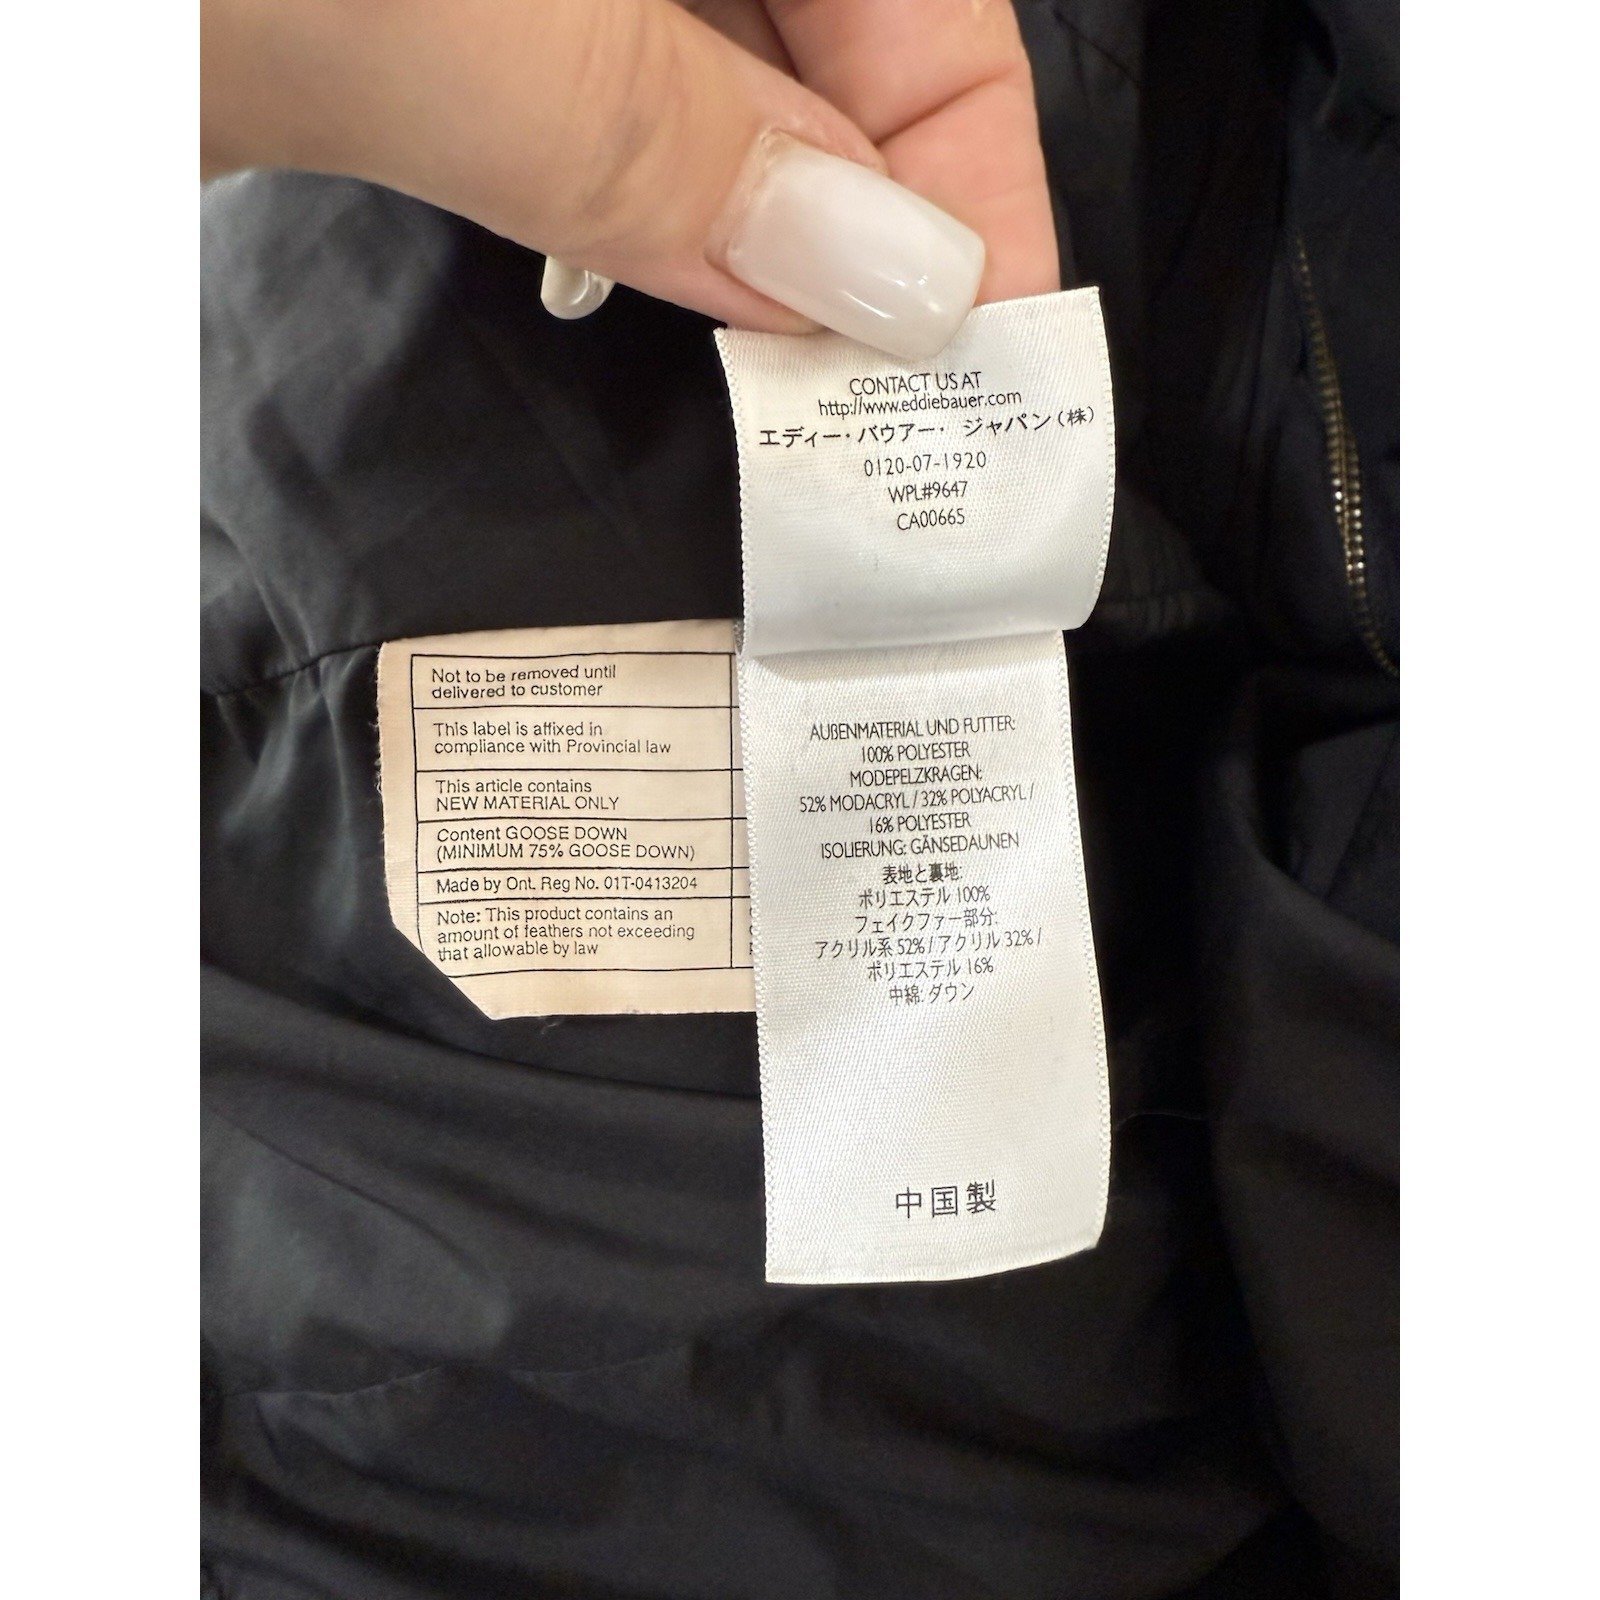 CONTACT US AT
http://www.eddiebauer.com
エディー・バウアー・ ジャパン(株)
0120-07-1920
WPL#9647
CA00665
Not to be removed until
delivered to customer
This label is affixed in
compliance with Provincial law
This article contains
NEW MATERIAL ONLY
Content GOOSE DOWN
(MINIMUM 75% GOOSE DOWN)
Made by Ont. Reg No. 01T-0413204
Note: This product contains an
amount of feathers not exceeding
that allowable by law
AUßENMATERIAL UND FUTTER:
100% POLYESTER
MODEPELZKRAGEN:
52% MODACRYL / 32% POLYACRYL /
16% POLYESTER
ISOLIERUNG: GÄNSEDAUNEN
表地と裏地:
ポリエステル 100%
フェイクファー部分:
アクリル系 52% / アクリル 32% /
ポリエステル 16%
中綿: ダウン
中国製